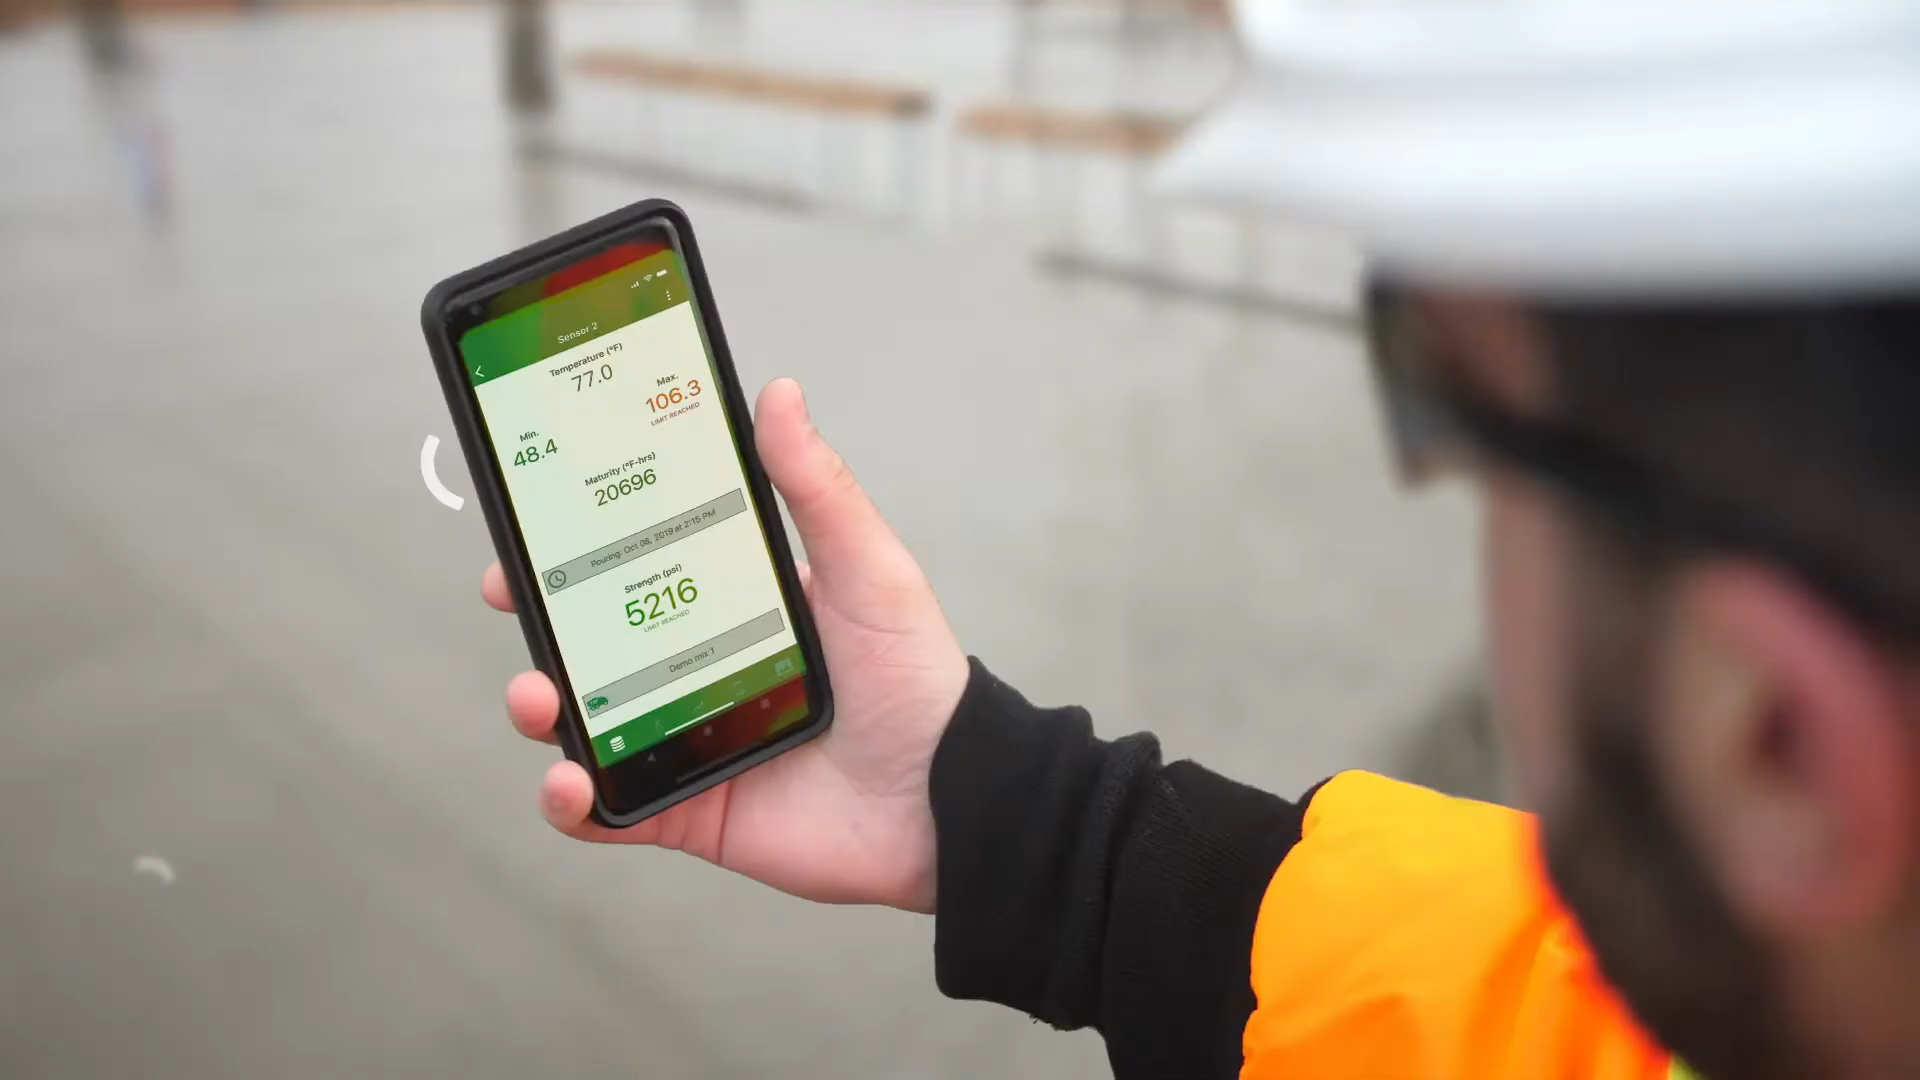 Sensor 2
Temperature (°F)
77.0
Max.
106.3
LIMIT REACHED
Min.
48.4
Maturity (°F-hrs)
20696
Pouring: Oct 08, 2019 at 2:15 PM
Strength (psi)
5216
LIMIT REACHED
Demo mix 1